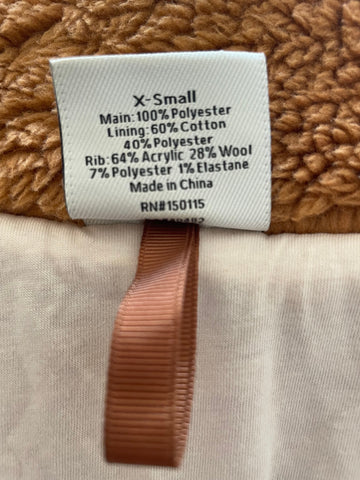 X-Small
Main: 100% Polyester
Lining: 60% Cotton
40% Polyester
Rib: 64% Acrylic 28% Wool
7% Polyester 1% Elastane
Made in China
RN#150115